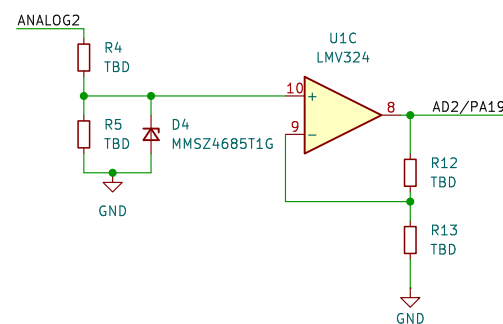 ANALOG2
R4
TBD
R5
TBD
D4
MMSZ4685T1G
GND
U1C
LMV324
10
+
9
-
8
AD2/PA19
R12
TBD
R13
TBD
GND